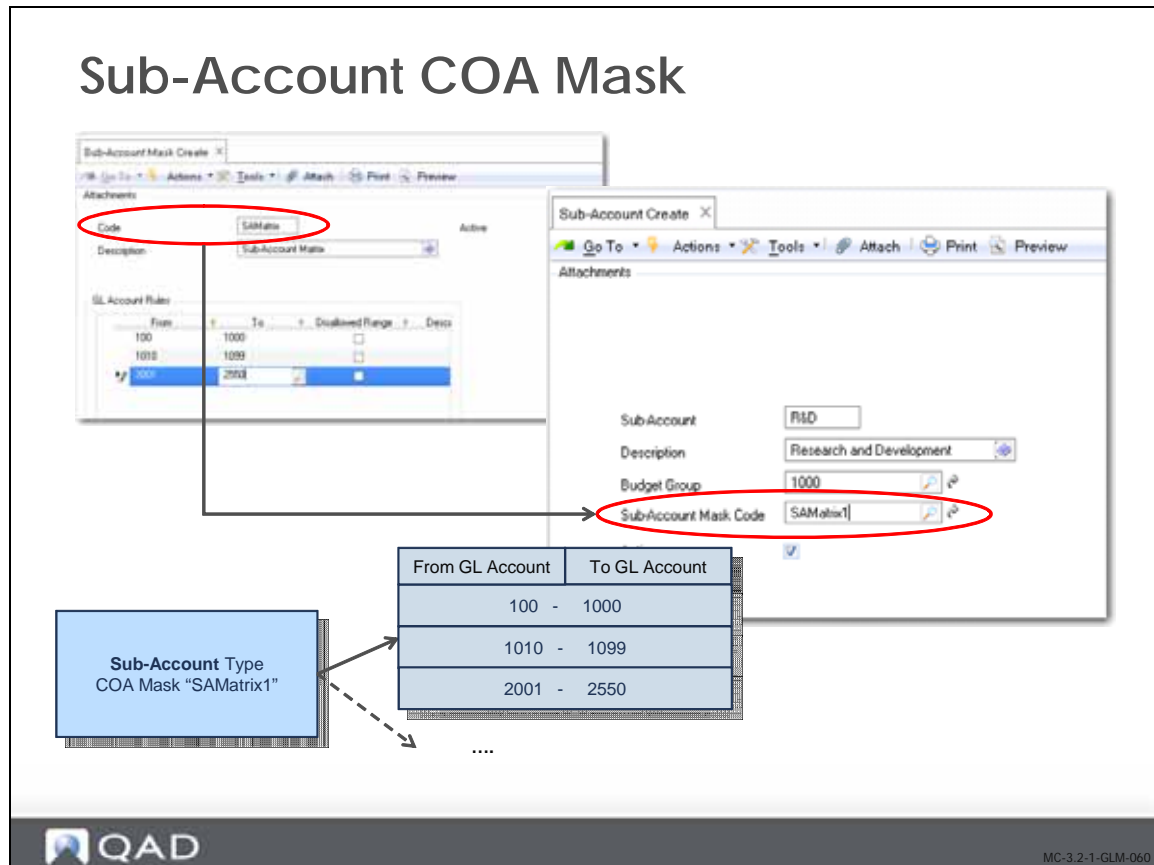 Sub-Account COA Mask
Sub-Account Mask Create ×
Go To Actions Tools Attach Print Preview
Attachments
Code SAMatrix Active
Description Sub-Account Matrix
GL Account Rules
From To Disallowed Range Descr
100 1000
1010 1099
2001 2550
Sub-Account Create ×
Go To Actions Tools Attach Print Preview
Attachments
Sub-Account R&D
Description Research and Development
Budget Group 1000
Sub-Account Mask Code SAMatrix1
From GL Account To GL Account
100 - 1000
1010 - 1099
2001 - 2550
Sub-Account Type
COA Mask “SAMatrix1”
....
QAD
MC-3.2-1-GLM-060